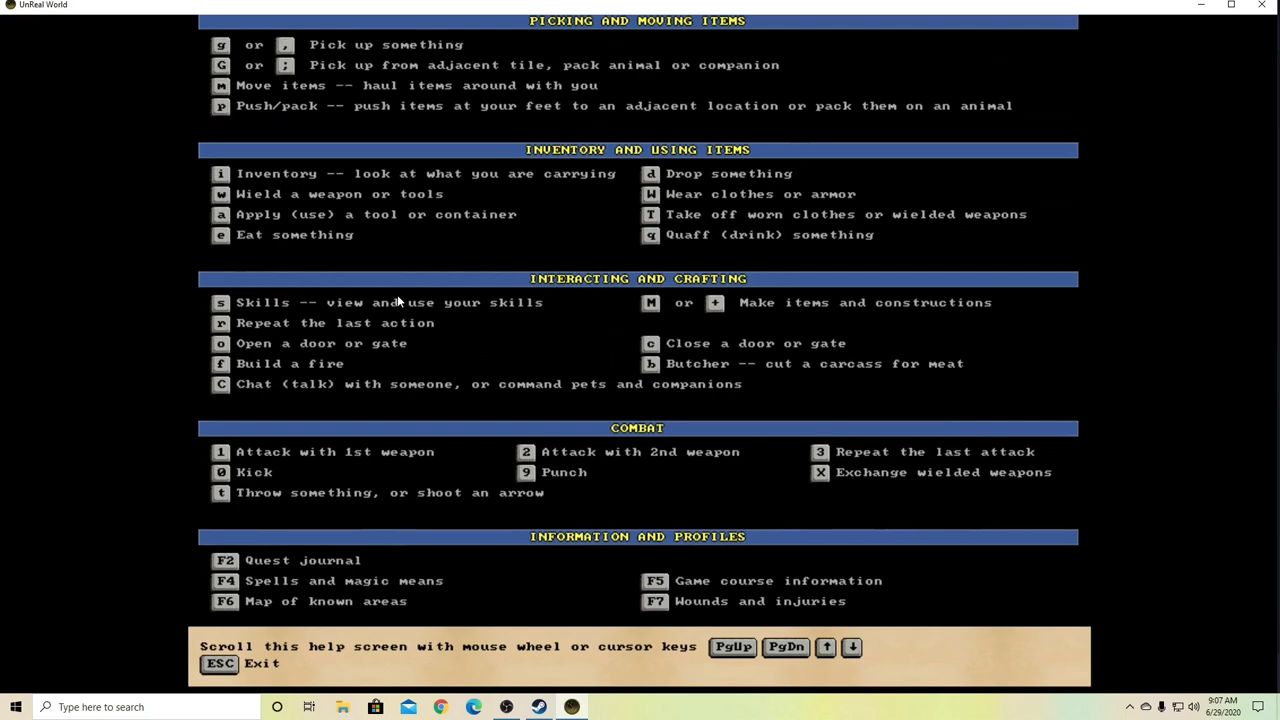 UnReal World
PICKING AND MOVING ITEMS
g or , Pick up something
G or ; Pick up from adjacent tile, pack animal or companion
m Move items -- haul items around with you
p Push/pack -- push items at your feet to an adjacent location or pack them on an animal
INVENTORY AND USING ITEMS
i Inventory -- look at what you are carrying d Drop something
w Wield a weapon or tools W Wear clothes or armor
a Apply (use) a tool or container T Take off worn clothes or wielded weapons
e Eat something q Quaff (drink) something
INTERACTING AND CRAFTING
s Skills -- view and use your skills M or + Make items and constructions
r Repeat the last action
o Open a door or gate c Close a door or gate
f Build a fire b Butcher -- cut a carcass for meat
C Chat (talk) with someone, or command pets and companions
COMBAT
1 Attack with 1st weapon 2 Attack with 2nd weapon 3 Repeat the last attack
0 Kick 9 Punch X Exchange wielded weapons
t Throw something, or shoot an arrow
INFORMATION AND PROFILES
F2 Quest journal
F4 Spells and magic means F5 Game course information
F6 Map of known areas F7 Wounds and injuries
Scroll this help screen with mouse wheel or cursor keys PgUp PgDn ↑ ↓
ESC Exit
Type here to search
9:07 AM
6/29/2020